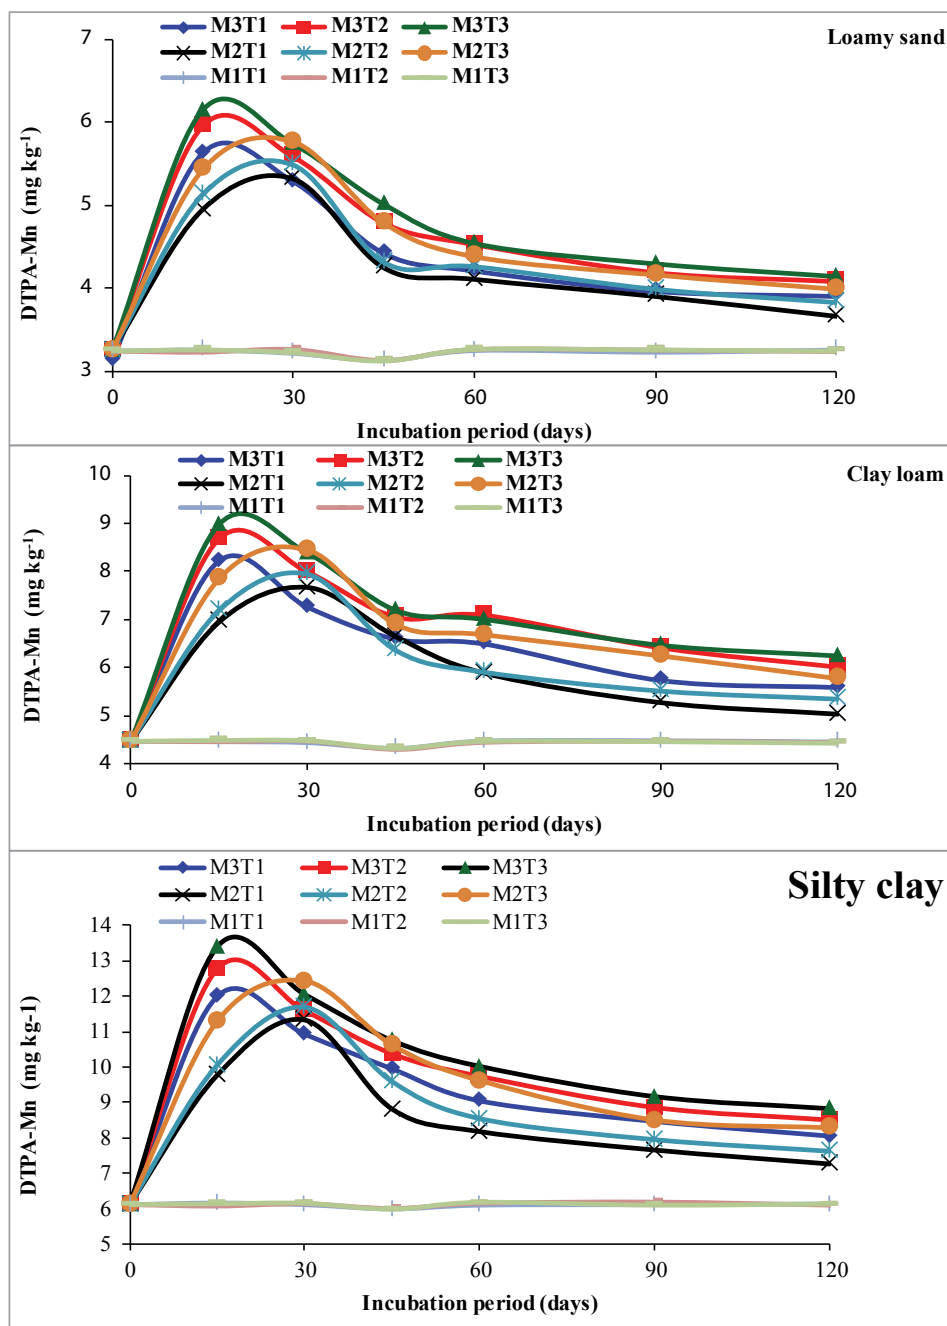 M3T1 M3T2 M3T3
M2T1 M2T2 M2T3
M1T1 M1T2 M1T3
Loamy sand
DTPA-Mn (mg kg⁻¹)
7
6
5
4
3
0 30 60 90 120
Incubation period (days)
M3T1 M3T2 M3T3
M2T1 M2T2 M2T3
M1T1 M1T2 M1T3
Clay loam
DTPA-Mn (mg kg⁻¹)
10
9
8
7
6
5
4
0 30 60 90 120
Incubation period (days)
M3T1 M3T2 M3T3
M2T1 M2T2 M2T3
M1T1 M1T2 M1T3
Silty clay
DTPA-Mn (mg kg-1)
14
13
12
11
10
9
8
7
6
5
0 30 60 90 120
Incubation period (days)